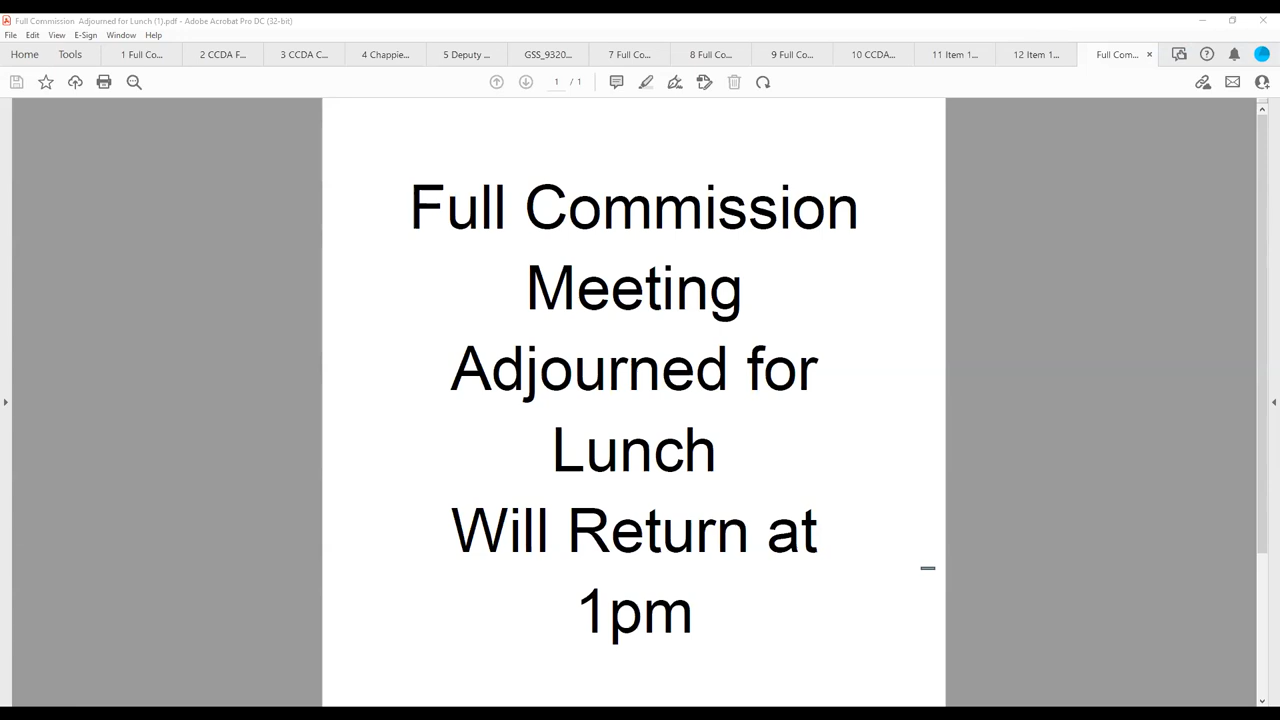 Full Commission Adjourned for Lunch (1).pdf - Adobe Acrobat Pro DC (32-bit)
File Edit View E-Sign Window Help
Home Tools 1 Full Co... 2 CCDA F... 3 CCDA C... 4 Chappie... 5 Deputy ... GSS_9320... 7 Full Co... 8 Full Co... 9 Full Co... 10 CCDA... 11 Item 1... 12 Item 1... Full Com... ×
1 / 1
Full Commission
Meeting
Adjourned for
Lunch
Will Return at
1pm